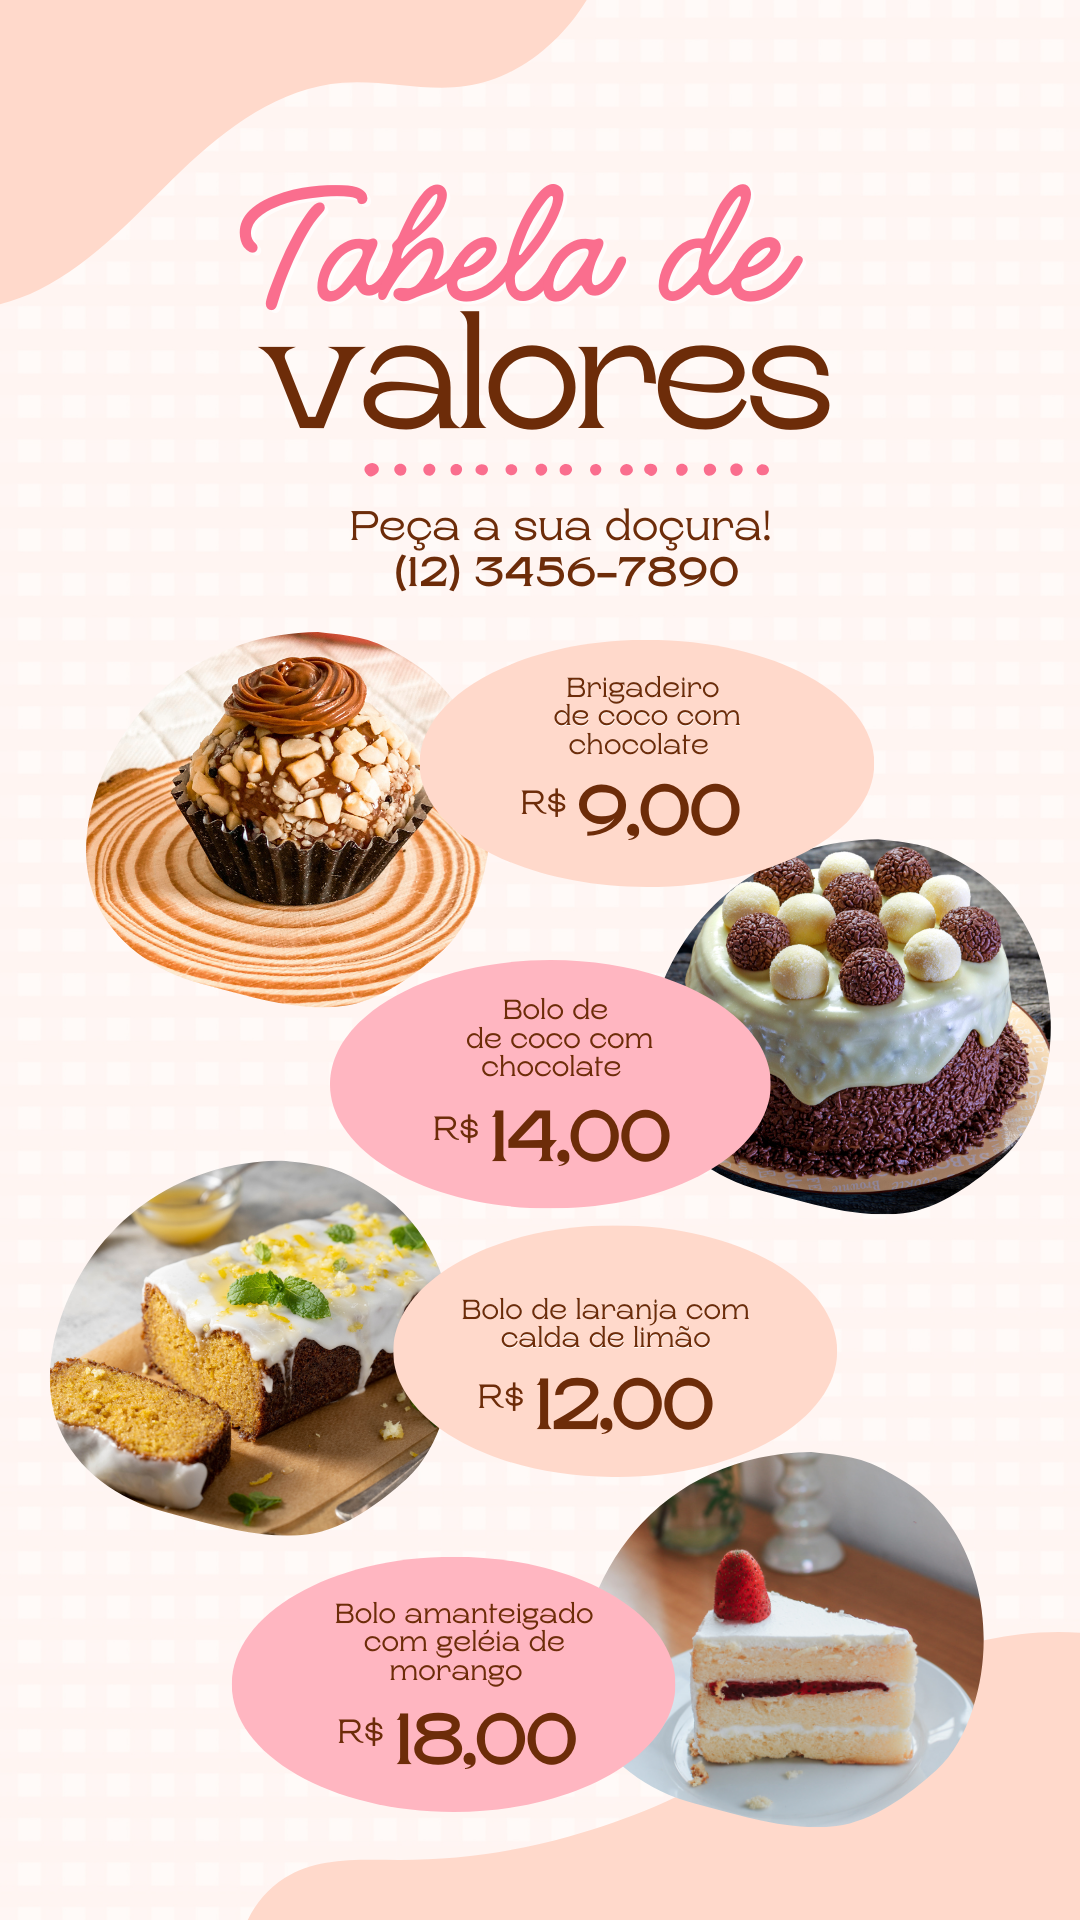 Tabela de
valores
Peça a sua doçura!
(12) 3456-7890
Brigadeiro
de coco com
chocolate
R$ 9,00
Bolo de
de coco com
chocolate
R$ 14,00
Bolo de laranja com
calda de limão
R$ 12,00
Bolo amanteigado
com geléia de
morango
R$ 18,00